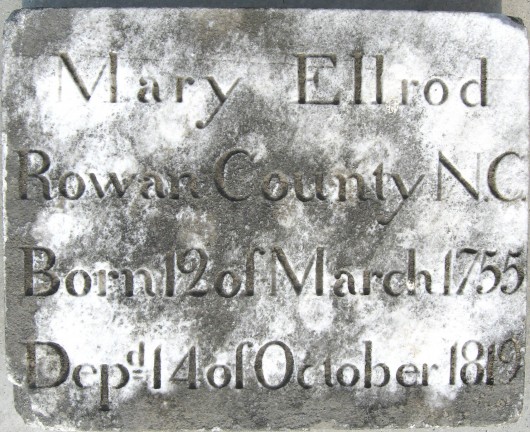 Mary Ellrod
Rowan County N.C.
Born 12 of March 1755
Depd 14 of October 1819